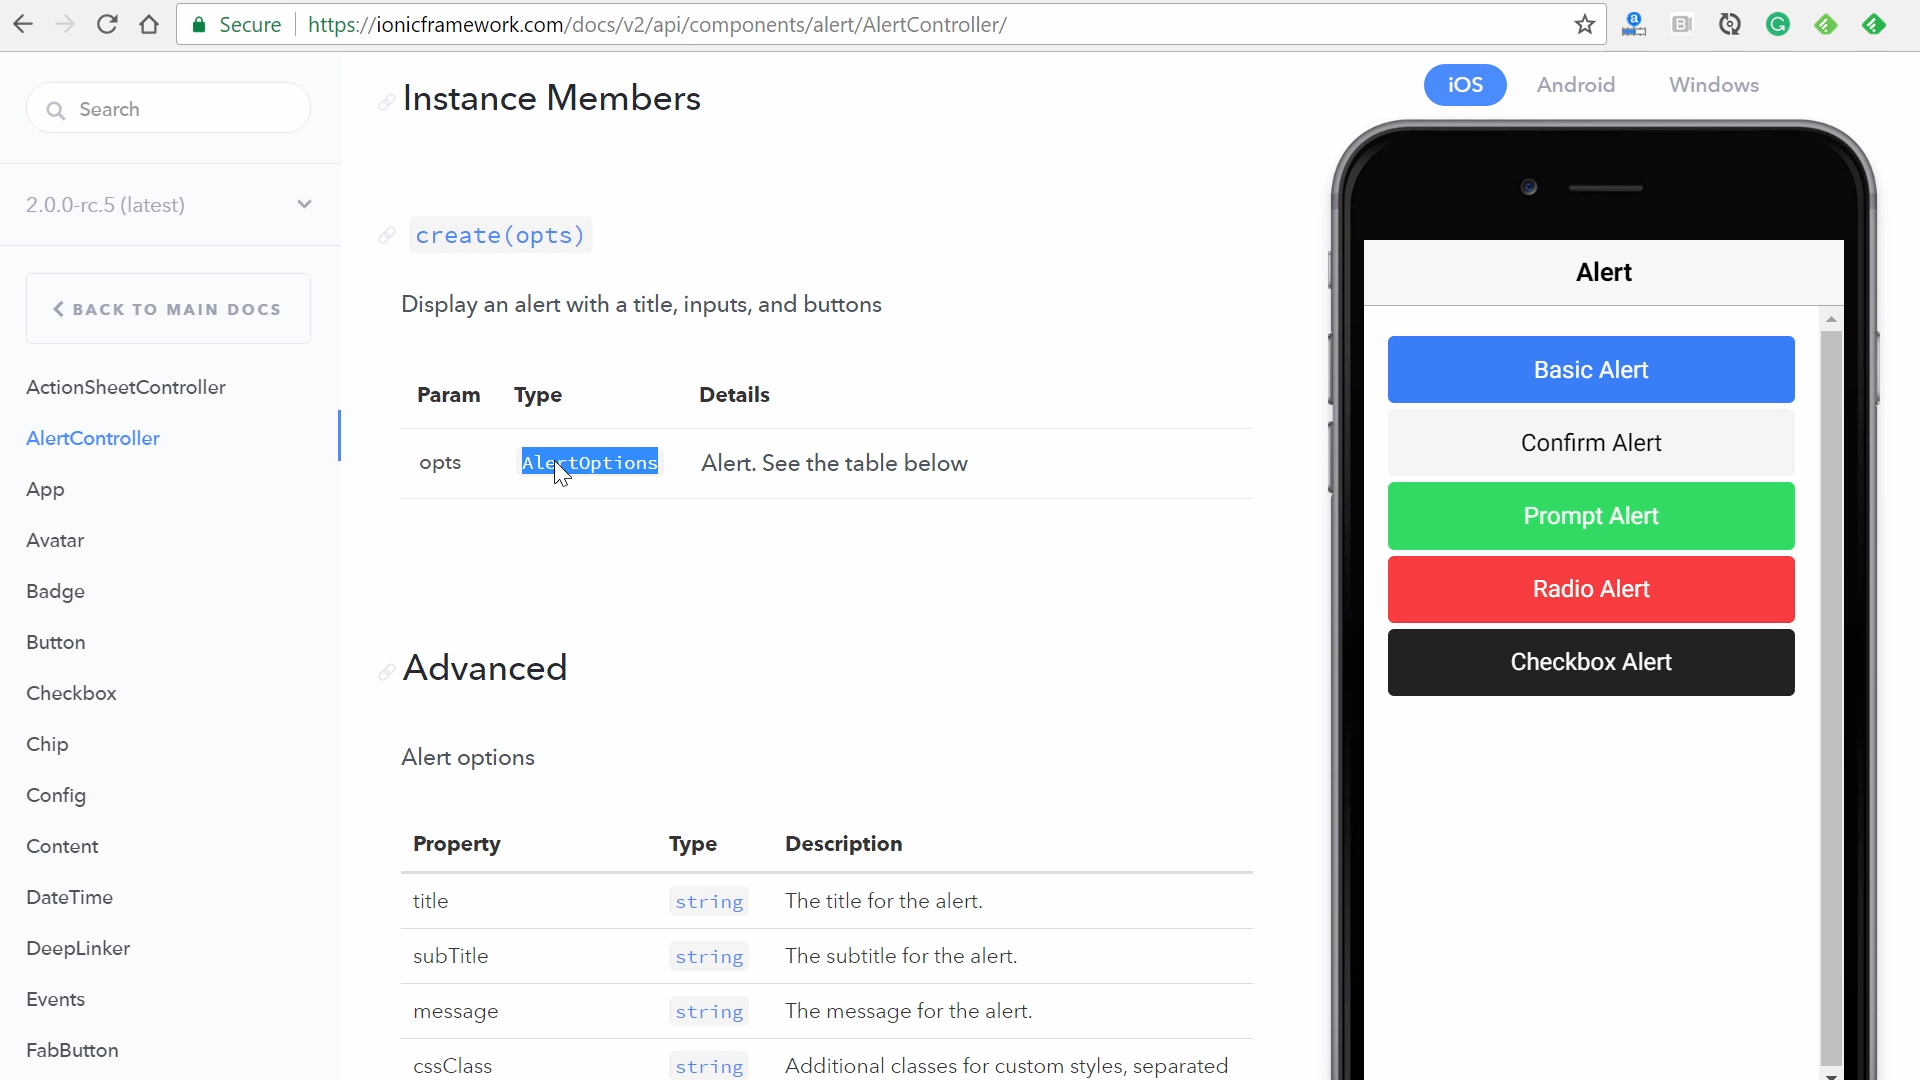 Secure https://ionicframework.com/docs/v2/api/components/alert/AlertController/
Search
2.0.0-rc.5 (latest)
BACK TO MAIN DOCS
ActionSheetController
AlertController
App
Avatar
Badge
Button
Checkbox
Chip
Config
Content
DateTime
DeepLinker
Events
FabButton
Instance Members
create(opts)
Display an alert with a title, inputs, and buttons
Param Type Details
opts AlertOptions Alert. See the table below
Advanced
Alert options
Property Type Description
title string The title for the alert.
subTitle string The subtitle for the alert.
message string The message for the alert.
cssClass string Additional classes for custom styles, separated
iOS Android Windows
Alert
Basic Alert
Confirm Alert
Prompt Alert
Radio Alert
Checkbox Alert